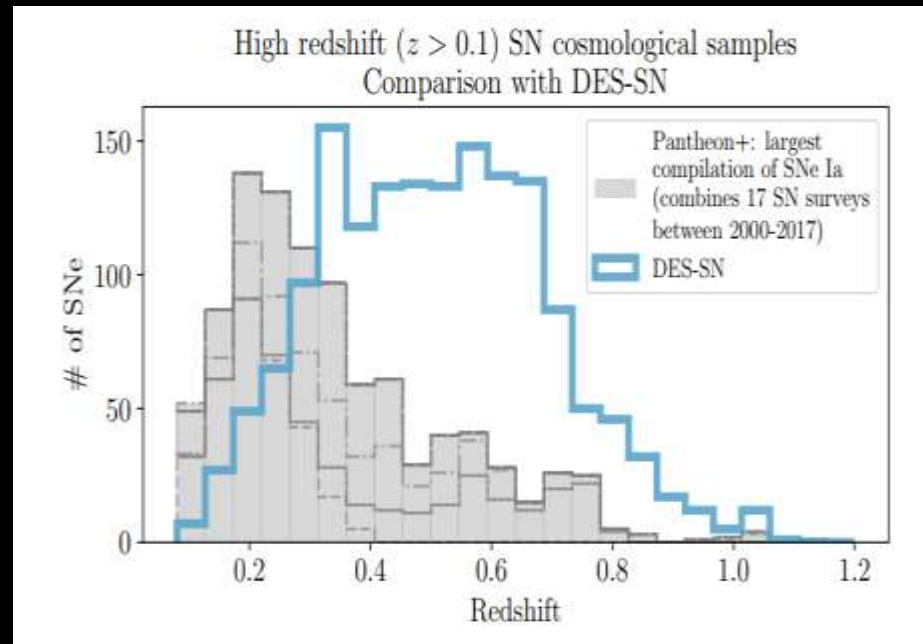 High redshift (z > 0.1) SN cosmological samples
Comparison with DES-SN
Pantheon+: largest
compilation of SNe Ia
(combines 17 SN surveys
between 2000-2017)
DES-SN
# of SNe
150
100
50
0
0.2 0.4 0.6 0.8 1.0 1.2
Redshift